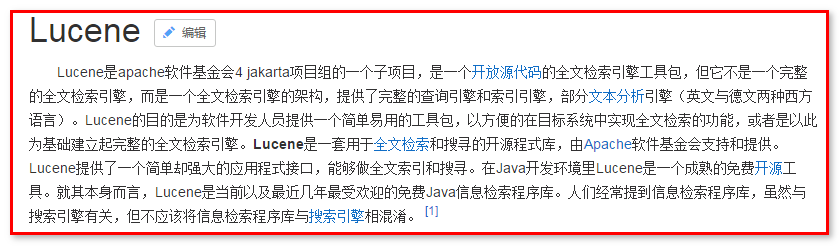 Lucene 编辑
Lucene是apache软件基金会4 jakarta项目组的一个子项目，是一个开放源代码的全文检索引擎工具包，但它不是一个完整
的全文检索引擎，而是一个全文检索引擎的架构，提供了完整的查询引擎和索引引擎，部分文本分析引擎（英文与德文两种西方
语言）。Lucene的目的是为软件开发人员提供一个简单易用的工具包，以方便的在目标系统中实现全文检索的功能，或者是以此
为基础建立起完整的全文检索引擎。Lucene是一套用于全文检索和搜寻的开源程式库，由Apache软件基金会支持和提供。
Lucene提供了一个简单却强大的应用程式接口，能够做全文索引和搜寻。在Java开发环境里Lucene是一个成熟的免费开源工
具。就其本身而言，Lucene是当前以及最近几年最受欢迎的免费Java信息检索程序库。人们经常提到信息检索程序库，虽然与
搜索引擎有关，但不应该将信息检索程序库与搜索引擎相混淆。 [1]